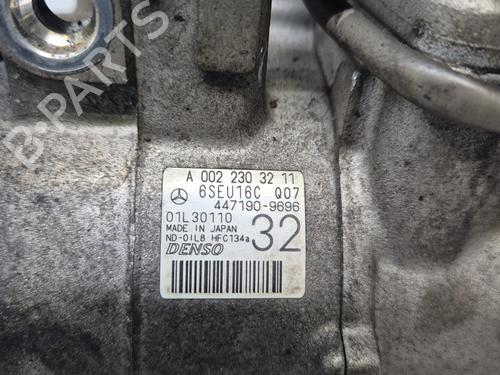 B-PARTS
A 002 230 32 11
6SEU16C Q07
447190-9696
01L30110
MADE IN JAPAN
ND-OIL8 HFC134a
32
DENSO